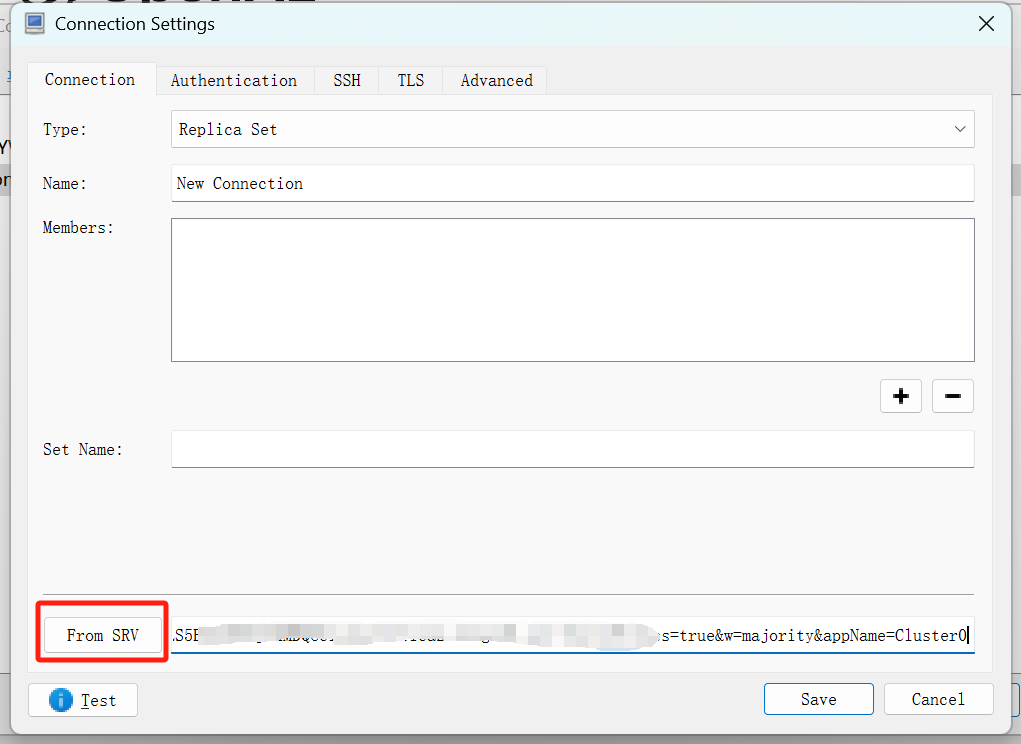 Connection Settings
Connection Authentication SSH TLS Advanced
Type: Replica Set
Name: New Connection
Members:
Set Name:
From SRV =true&w=majority&appName=Cluster0
Test Save Cancel